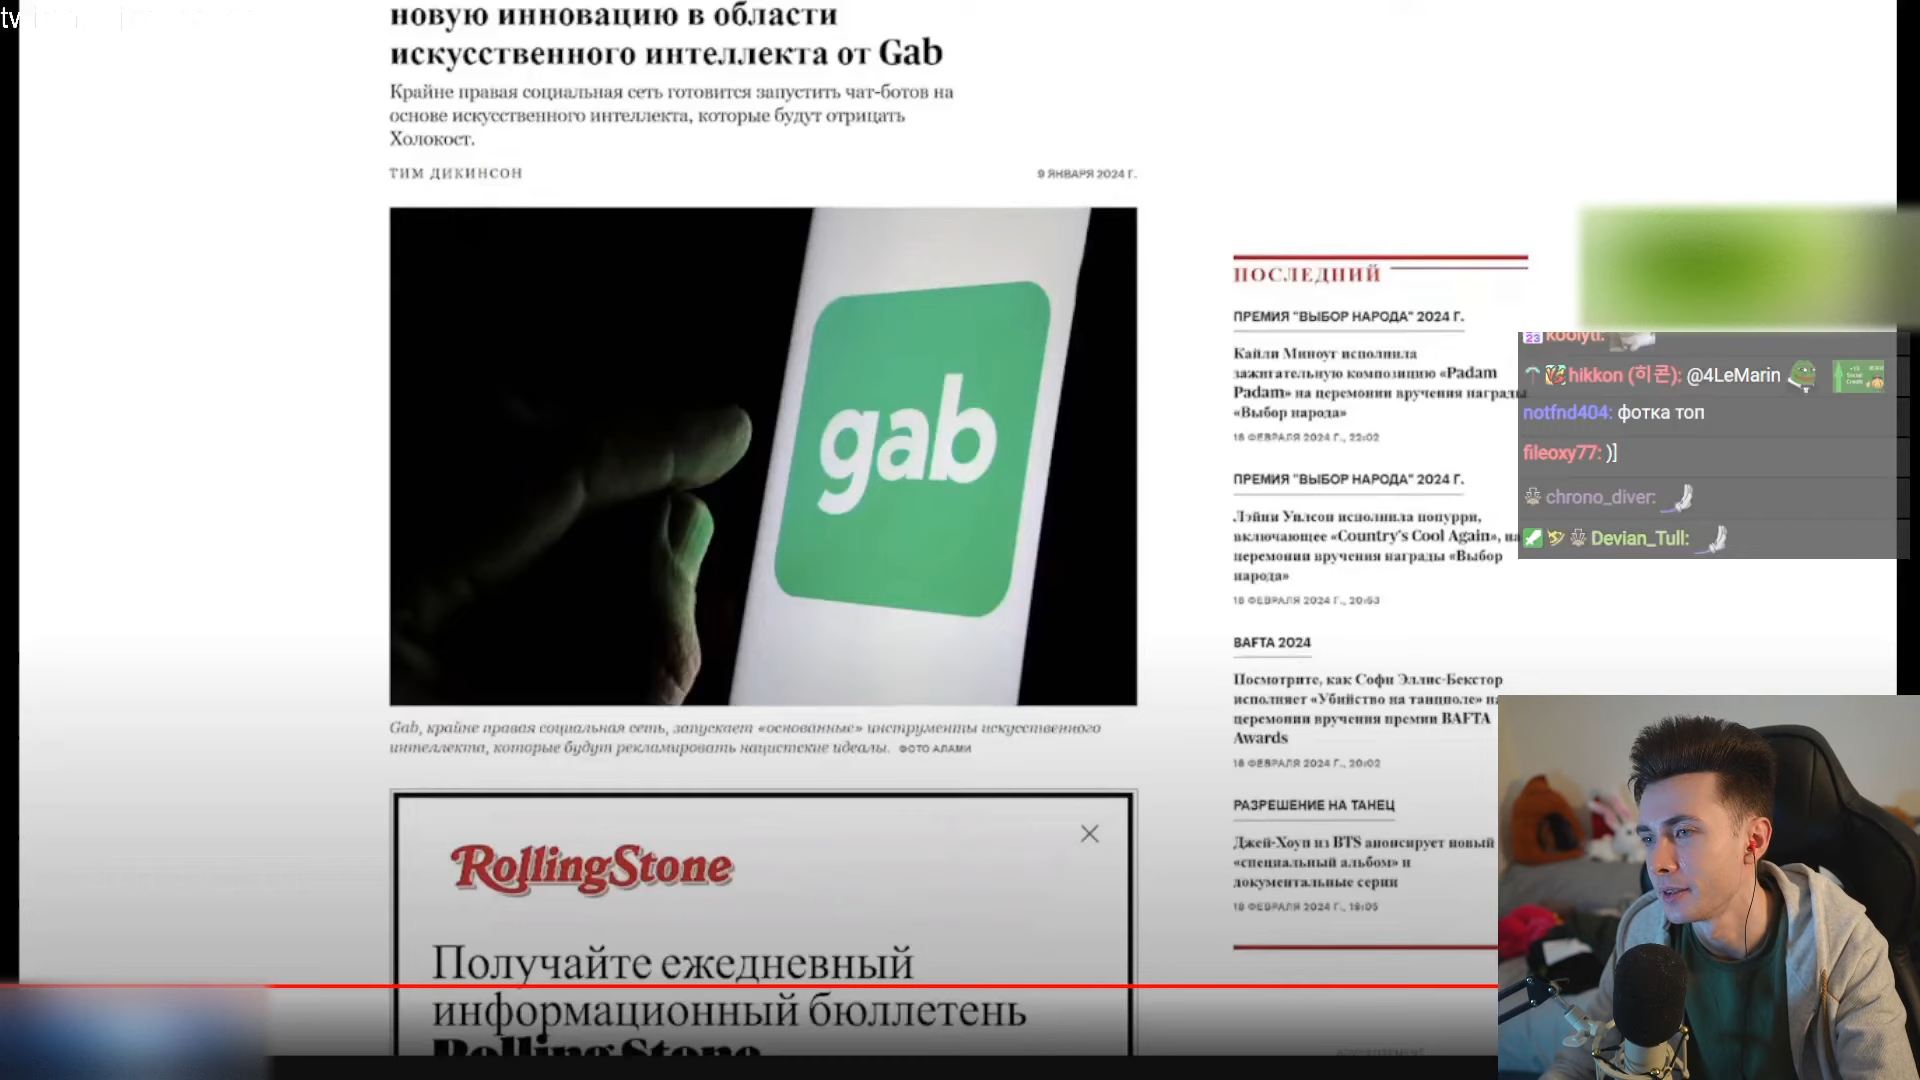 tv
новую инновацию в области
искусственного интеллекта от Gab
Крайне правая социальная сеть готовится запустить чат-ботов на
основе искусственного интеллекта, которые будут отрицать
Холокост.
ТИМ ДИКИНСОН
9 ЯНВАРЯ 2024 Г.
gab
Gab, крайне правая социальная сеть, запускает «основанные» инструменты искусственного
интеллекта, которые будут рекламировать нацистские идеалы. ФОТО АЛАМИ
RollingStone
Получайте ежедневный
информационный бюллетень
RollingStone
ПОСЛЕДНИЙ
ПРЕМИЯ "ВЫБОР НАРОДА" 2024 Г.
Кайли Миноуг исполнила
зажигательную композицию «Padam
Padam» на церемонии вручения награды
«Выбор народа»
18 ФЕВРАЛЯ 2024 Г., 22:02
ПРЕМИЯ "ВЫБОР НАРОДА" 2024 Г.
Лэйни Уилсон исполнила попурри,
включающее «Country's Cool Again», на
церемонии вручения награды «Выбор
народа»
18 ФЕВРАЛЯ 2024 Г., 20:53
BAFTA 2024
Посмотрите, как Софи Эллис-Бекстор
исполняет «Убийство на танцполе» на
церемонии вручения премии BAFTA
Awards
18 ФЕВРАЛЯ 2024 Г., 20:02
РАЗРЕШЕНИЕ НА ТАНЕЦ
Джей-Хоуп из BTS анонсирует новый
«специальный альбом» и
документальные серии
18 ФЕВРАЛЯ 2024 Г., 19:05
23 koolyti:
hikkon (히콘): @4LeMarin
notfnd404: фотка топ
fileoxy77: )]
chrono_diver:
Devian_Tull: